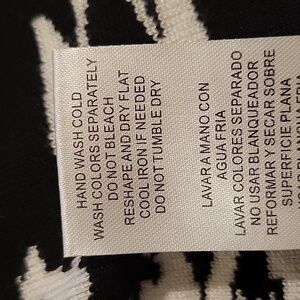 HAND WASH COLD
WASH COLORS SEPARATELY
DO NOT BLEACH
RESHAPE AND DRY FLAT
COOL IRON IF NEEDED
DO NOT TUMBLE DRY
LAVAR A MANO CON
AGUA FRIA
LAVAR COLORES SEPARADO
NO USAR BLANQUEADOR
REFORMAR Y SECAR SOBRE
SUPERFICIE PLANA